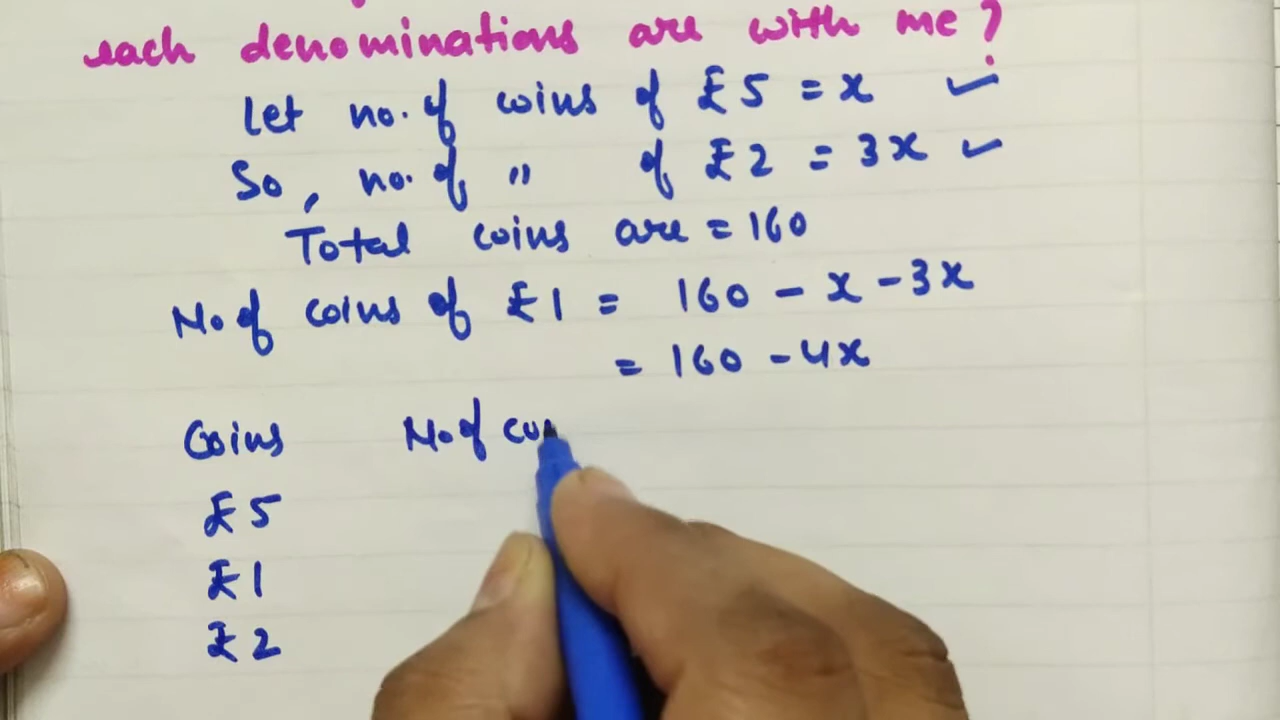 each denominations are with me?
Let no. of coins of ₹5 = x ✓
So, no. of " of ₹2 = 3x ✓
Total coins are = 160
No of coins of ₹1 = 160 - x - 3x
= 160 - 4x
Coins No of co
₹5
₹1
₹2